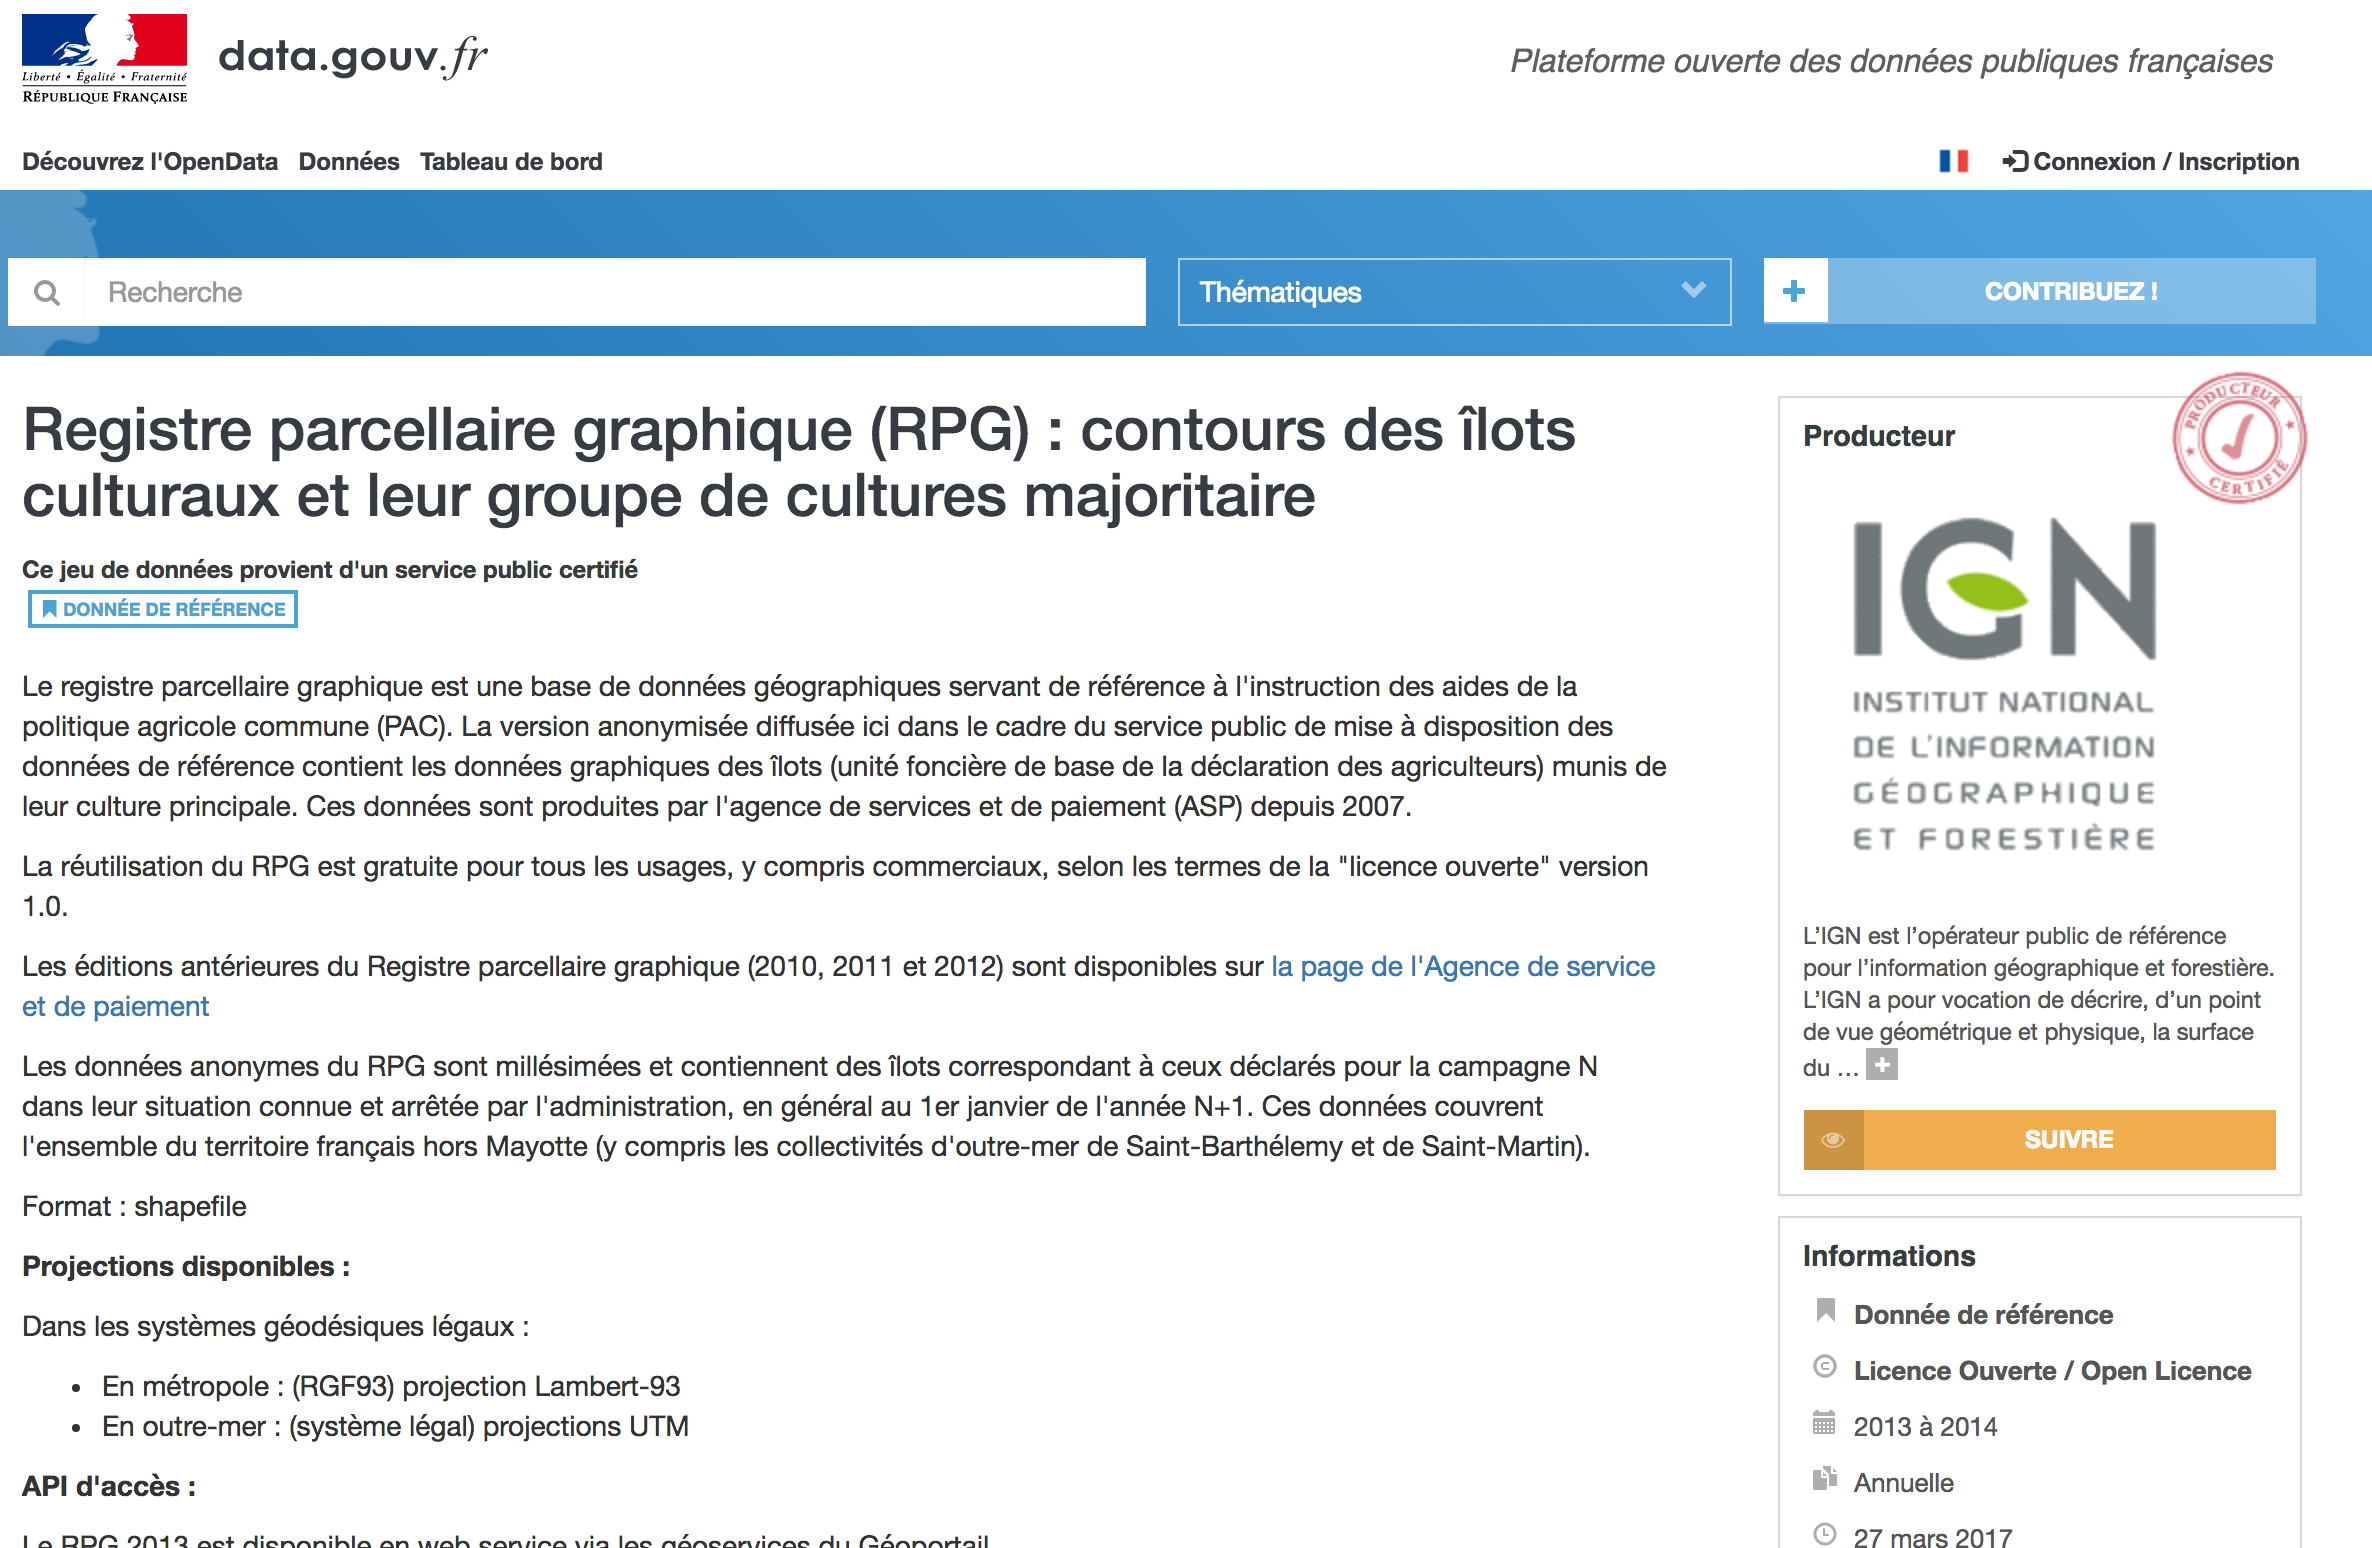 Liberté • Égalité • Fraternité
RÉPUBLIQUE FRANÇAISE
data.gouv.fr
Plateforme ouverte des données publiques françaises
Découvrez l'OpenData Données Tableau de bord
Connexion / Inscription
Recherche
Thématiques
CONTRIBUEZ !
Registre parcellaire graphique (RPG) : contours des îlots
culturaux et leur groupe de cultures majoritaire
Ce jeu de données provient d'un service public certifié
DONNÉE DE RÉFÉRENCE
Le registre parcellaire graphique est une base de données géographiques servant de référence à l'instruction des aides de la
politique agricole commune (PAC). La version anonymisée diffusée ici dans le cadre du service public de mise à disposition des
données de référence contient les données graphiques des îlots (unité foncière de base de la déclaration des agriculteurs) munis de
leur culture principale. Ces données sont produites par l'agence de services et de paiement (ASP) depuis 2007.
La réutilisation du RPG est gratuite pour tous les usages, y compris commerciaux, selon les termes de la "licence ouverte" version
1.0.
Les éditions antérieures du Registre parcellaire graphique (2010, 2011 et 2012) sont disponibles sur la page de l'Agence de service
et de paiement
Les données anonymes du RPG sont millésimées et contiennent des îlots correspondant à ceux déclarés pour la campagne N
dans leur situation connue et arrêtée par l'administration, en général au 1er janvier de l'année N+1. Ces données couvrent
l'ensemble du territoire français hors Mayotte (y compris les collectivités d'outre-mer de Saint-Barthélemy et de Saint-Martin).
Format : shapefile
Projections disponibles :
Dans les systèmes géodésiques légaux :
• En métropole : (RGF93) projection Lambert-93
• En outre-mer : (système légal) projections UTM
API d'accès :
Le RPG 2013 est disponible en web service via les géoservices du Géoportail
Producteur
PRODUCTEUR CERTIFIÉ
IGN
INSTITUT NATIONAL
DE L'INFORMATION
GÉOGRAPHIQUE
ET FORESTIÈRE
L’IGN est l’opérateur public de référence
pour l’information géographique et forestière.
L’IGN a pour vocation de décrire, d’un point
de vue géométrique et physique, la surface
du ...
SUIVRE
Informations
Donnée de référence
Licence Ouverte / Open Licence
2013 à 2014
Annuelle
27 mars 2017